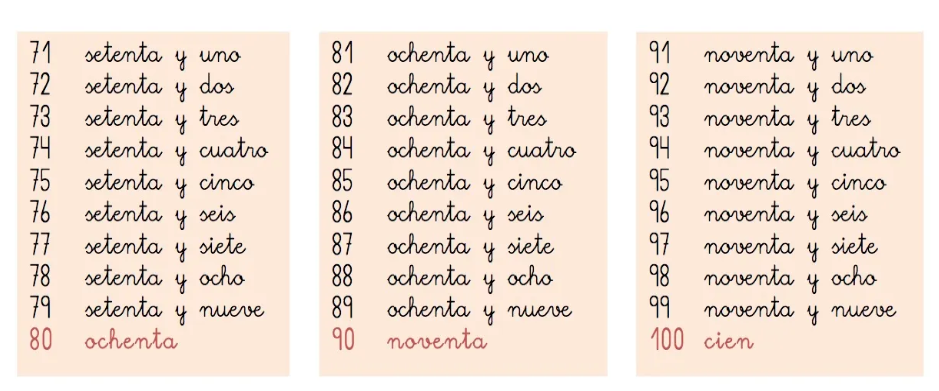 71 setenta y uno
72 setenta y dos
73 setenta y tres
74 setenta y cuatro
75 setenta y cinco
76 setenta y seis
77 setenta y siete
78 setenta y ocho
79 setenta y nueve
80 ochenta
81 ochenta y uno
82 ochenta y dos
83 ochenta y tres
84 ochenta y cuatro
85 ochenta y cinco
86 ochenta y seis
87 ochenta y siete
88 ochenta y ocho
89 ochenta y nueve
90 noventa
91 noventa y uno
92 noventa y dos
93 noventa y tres
94 noventa y cuatro
95 noventa y cinco
96 noventa y seis
97 noventa y siete
98 noventa y ocho
99 noventa y nueve
100 cien